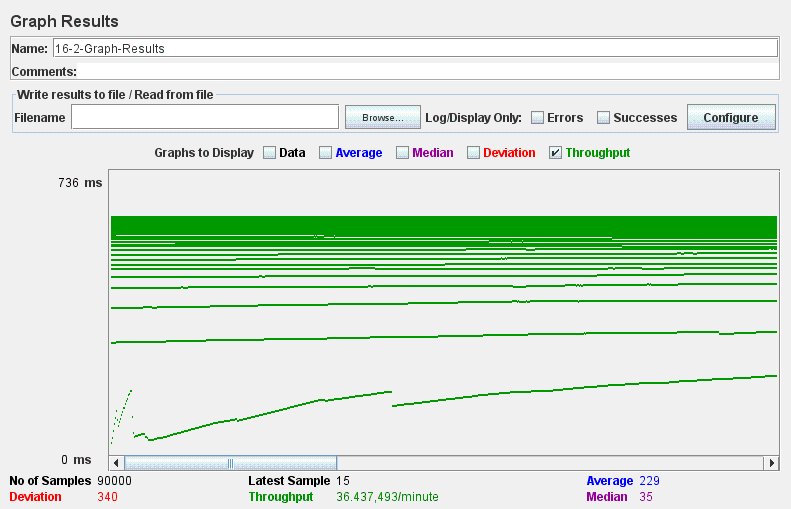 Graph Results
Name: 16-2-Graph-Results
Comments:
Write results to file / Read from file
Filename Browse... Log/Display Only: Errors Successes Configure
Graphs to Display Data Average Median Deviation Throughput
736 ms
0 ms
No of Samples 90000 Latest Sample 15 Average 229
Deviation 340 Throughput 36.437,493/minute Median 35